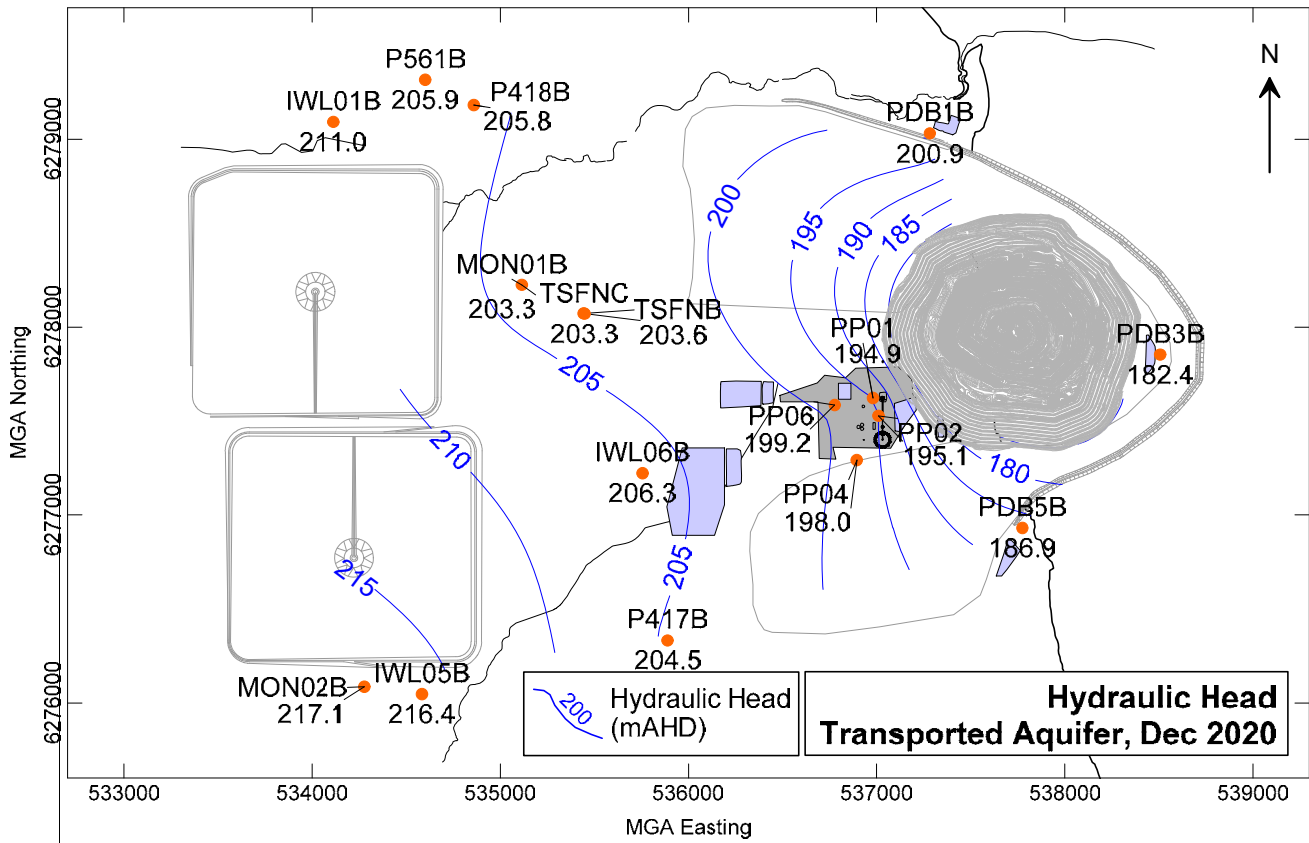 N
P561B
205.9
IWL01B
211.0
P418B
205.8
PDB1B
200.9
200
195
190
185
MON01B
203.3
TSFNC
203.3
TSFNB
203.6
PP01
194.9
PDB3B
182.4
205
PP06
199.2
PP02
195.1
210
IWL06B
206.3
180
PP04
198.0
PDB5B
186.9
215
205
P417B
204.5
MON02B
217.1
IWL05B
216.4
200
Hydraulic Head
(mAHD)
Hydraulic Head
Transported Aquifer, Dec 2020
6279000
6278000
6277000
6276000
MGA Northing
533000
534000
535000
536000
537000
538000
539000
MGA Easting